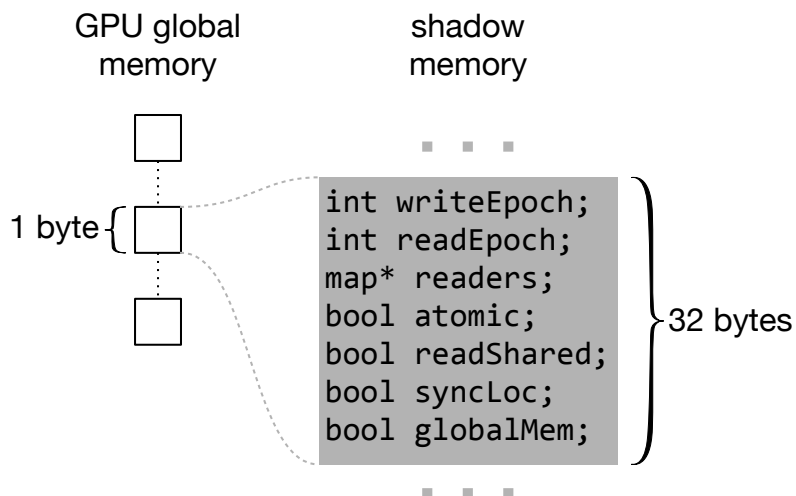 GPU global
memory
shadow
memory
1 byte
int writeEpoch;
int readEpoch;
map* readers;
bool atomic;
bool readShared;
bool syncLoc;
bool globalMem;
32 bytes